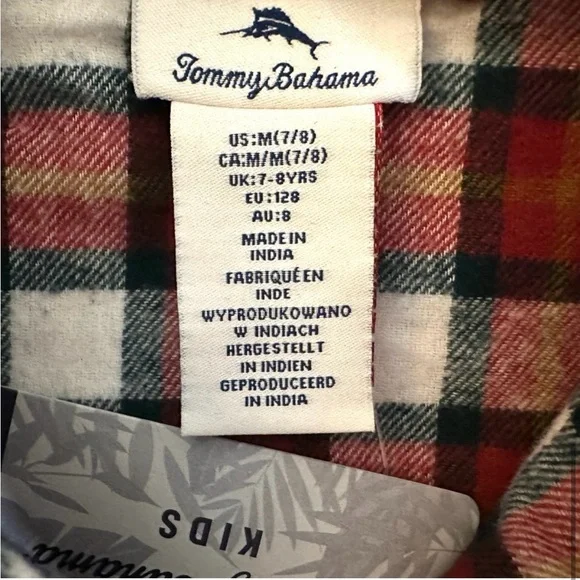 Tommy Bahama
US:M(7/8)
CA:M/M(7/8)
UK:7-8YRS
EU:128
AU:8
MADE IN
INDIA
FABRIQUÉ EN
INDE
WYPRODUKOWANO
W INDIACH
HERGESTELLT
IN INDIEN
GEPRODUCEERD
IN INDIA
KIDS